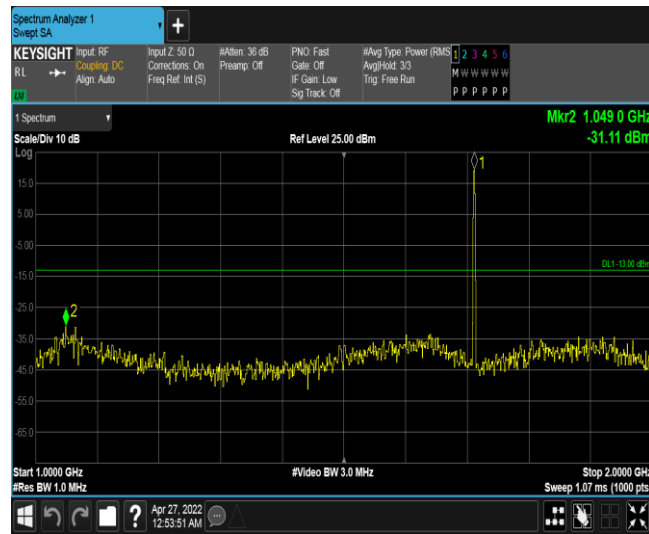 Spectrum Analyzer 1
Swept SA
+
KEYSIGHT Input: RF Input Z: 50 Ω #Atten: 36 dB PNO: Fast #Avg Type: Power (RMS 1 2 3 4 5 6
RL Coupling: DC Corrections: On Preamp: Off Gate: Off Avg|Hold: 3/3 M W W W W W
Align: Auto Freq Ref: Int (S) IF Gain: Low Trig: Free Run
Sig Track: Off P P P P P P
1 Spectrum Mkr2 1.049 0 GHz
Scale/Div 10 dB Ref Level 25.00 dBm -31.11 dBm
Log
1
15.0
5.00
-5.00
DL1 -13.00 dBm
-15.0
-25.0
2
-35.0
-45.0
-55.0
-65.0
Start 1.0000 GHz #Video BW 3.0 MHz Stop 2.0000 GHz
#Res BW 1.0 MHz Sweep 1.07 ms (1000 pts
? Apr 27, 2022
12:53:51 AM